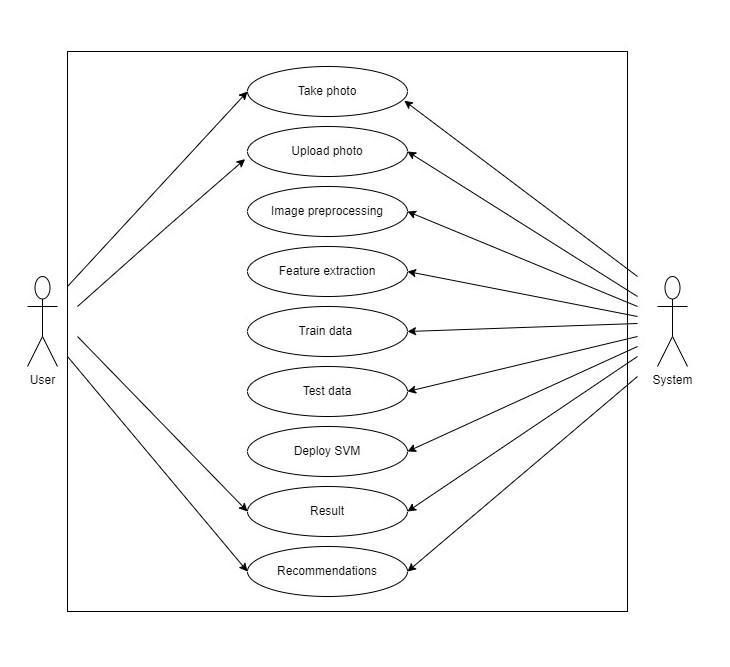 Take photo
Upload photo
Image preprocessing
Feature extraction
Train data
Test data
User
System
Deploy SVM
Result
Recommendations